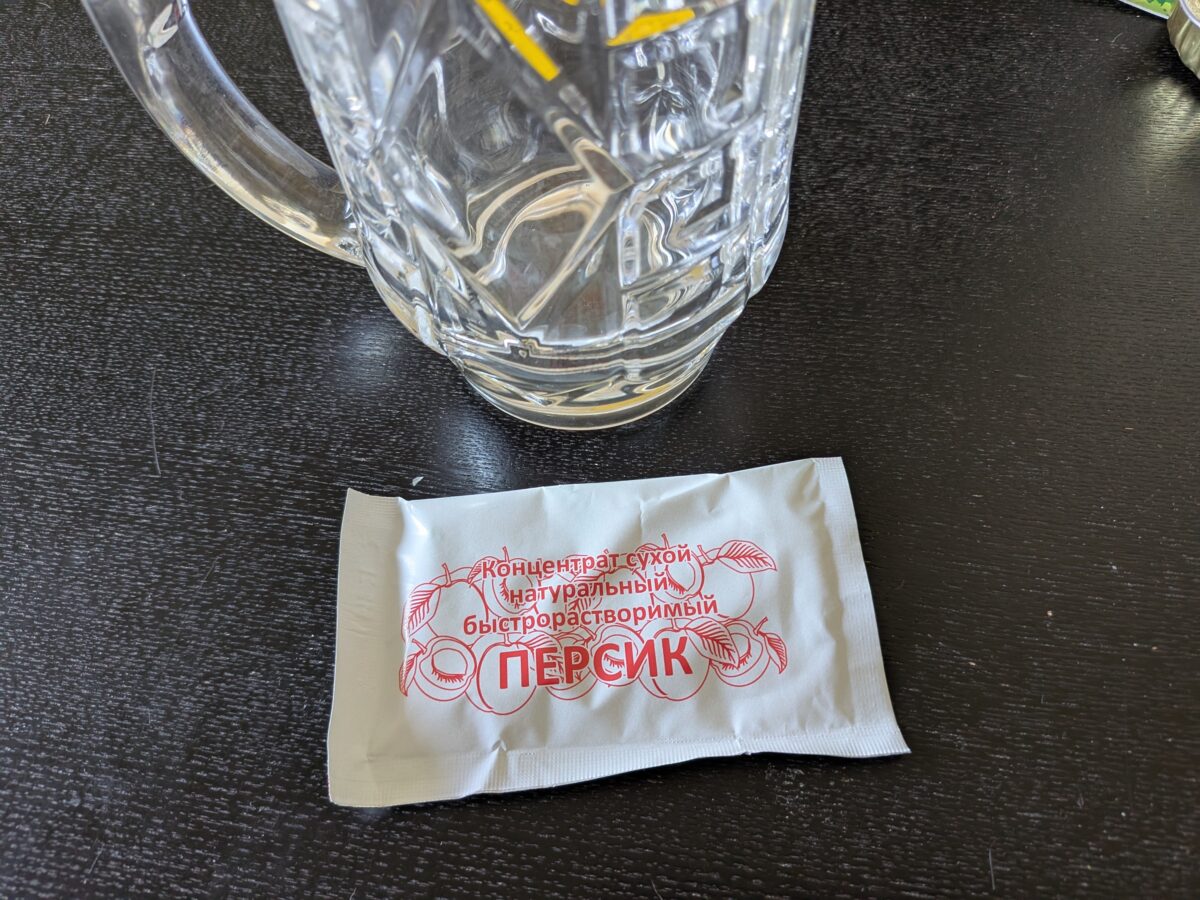 Концентрат сухой
натуральный
быстрорастворимый
ПЕРСИК